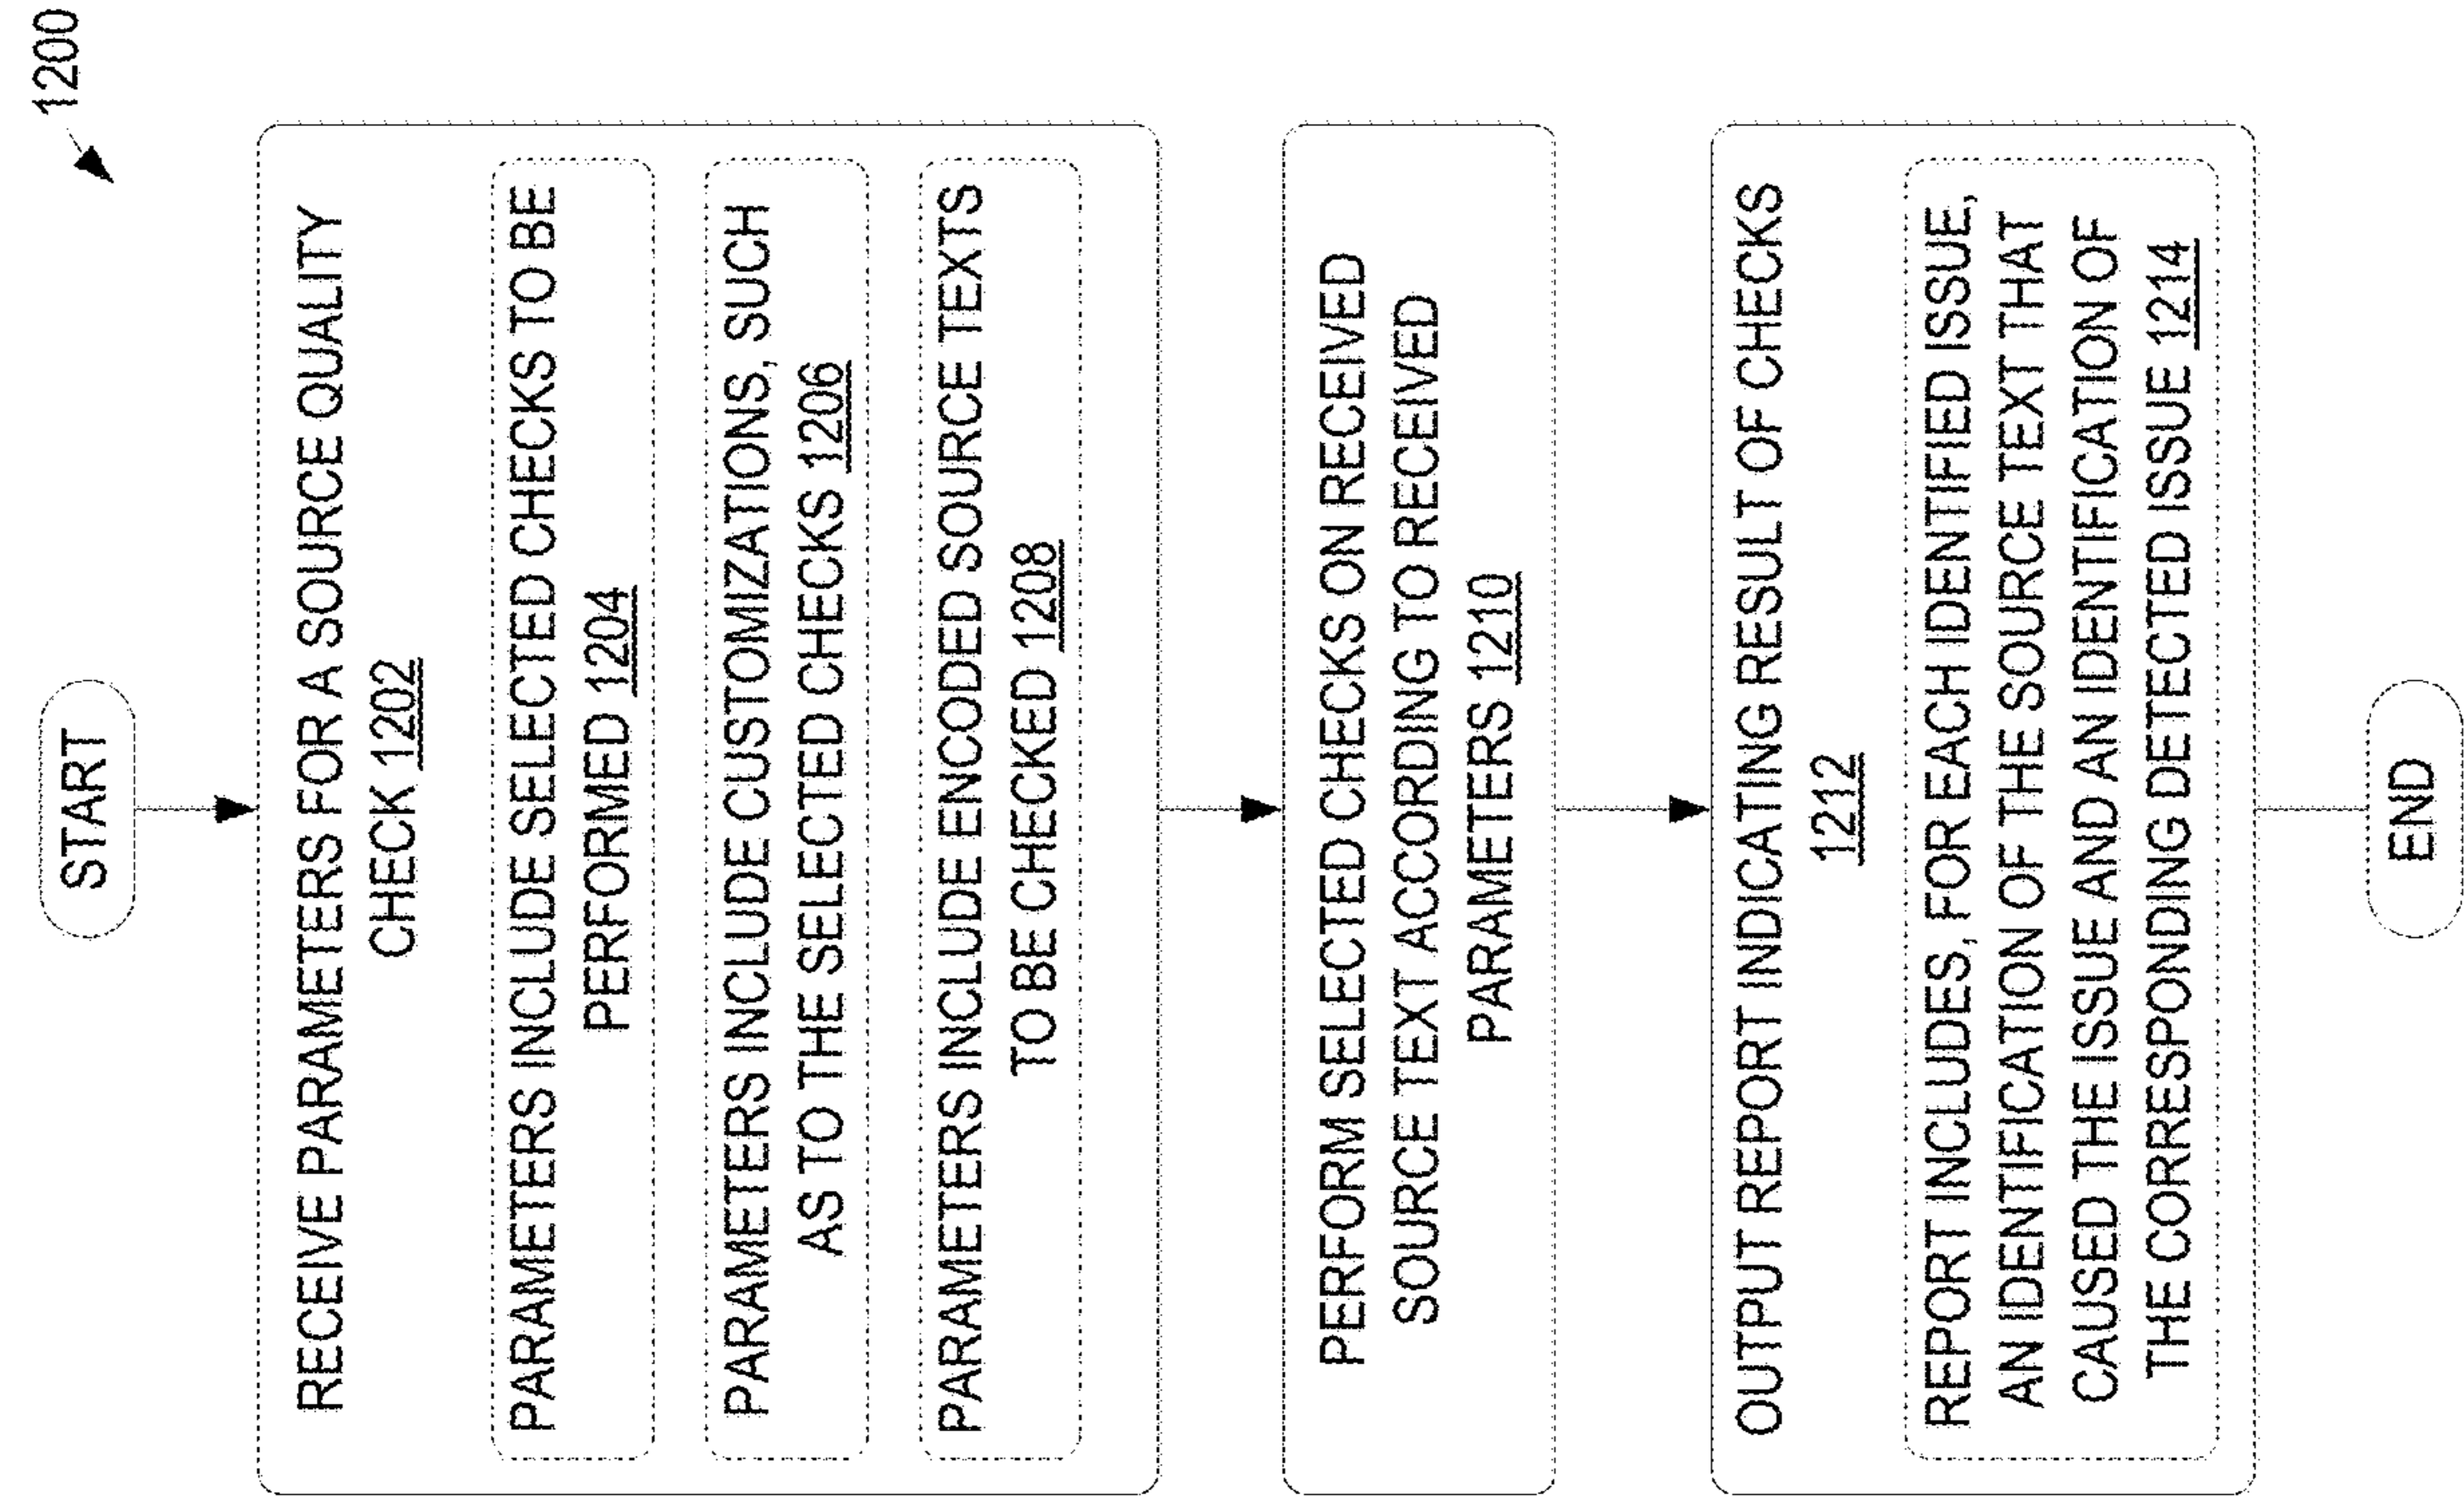 1200
START
RECEIVE PARAMETERS FOR A SOURCE QUALITY
CHECK 1202
PARAMETERS INCLUDE SELECTED CHECKS TO BE
PERFORMED 1204
PARAMETERS INCLUDE CUSTOMIZATIONS, SUCH
AS TO THE SELECTED CHECKS 1206
PARAMETERS INCLUDE ENCODED SOURCE TEXTS
TO BE CHECKED 1208
PERFORM SELECTED CHECKS ON RECEIVED
SOURCE TEXT ACCORDING TO RECEIVED
PARAMETERS 1210
OUTPUT REPORT INDICATING RESULT OF CHECKS
1212
REPORT INCLUDES, FOR EACH IDENTIFIED ISSUE,
AN IDENTIFICATION OF THE SOURCE TEXT THAT
CAUSED THE ISSUE AND AN IDENTIFICATION OF
THE CORRESPONDING DETECTED ISSUE 1214
END